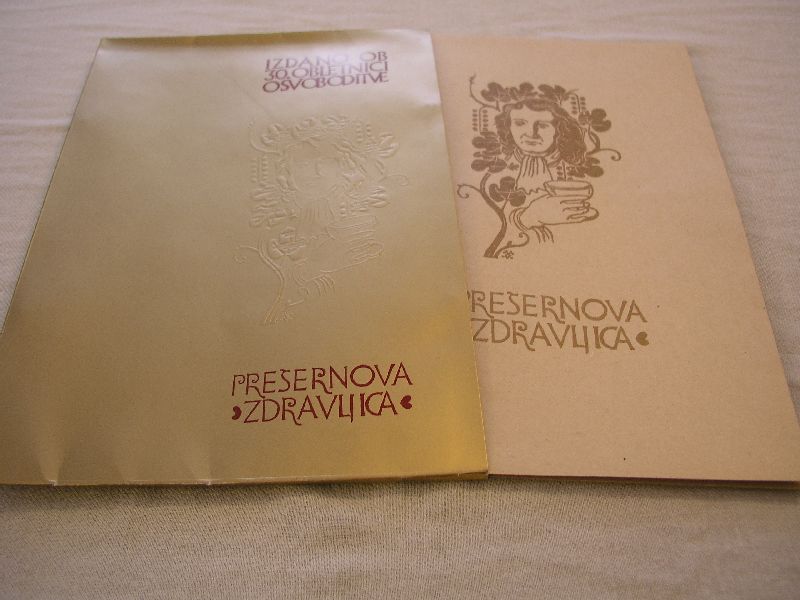 IZDANO OB
30. OBLETNICI
OSVOBODITVE
PREŠERNOVA
ZDRAVLJICA
PREŠERNOVA
ZDRAVLJICA